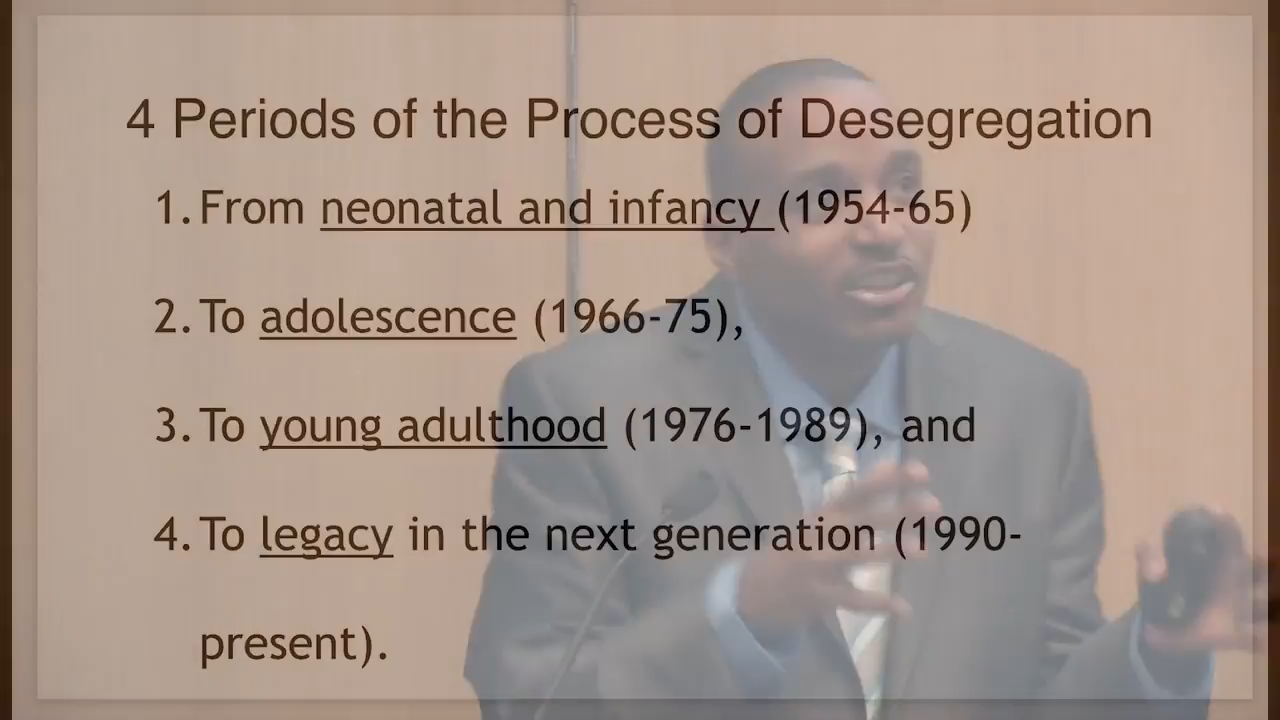 4 Periods of the Process of Desegregation
1. From neonatal and infancy (1954-65)
2. To adolescence (1966-75),
3. To young adulthood (1976-1989), and
4. To legacy in the next generation (1990-
present).